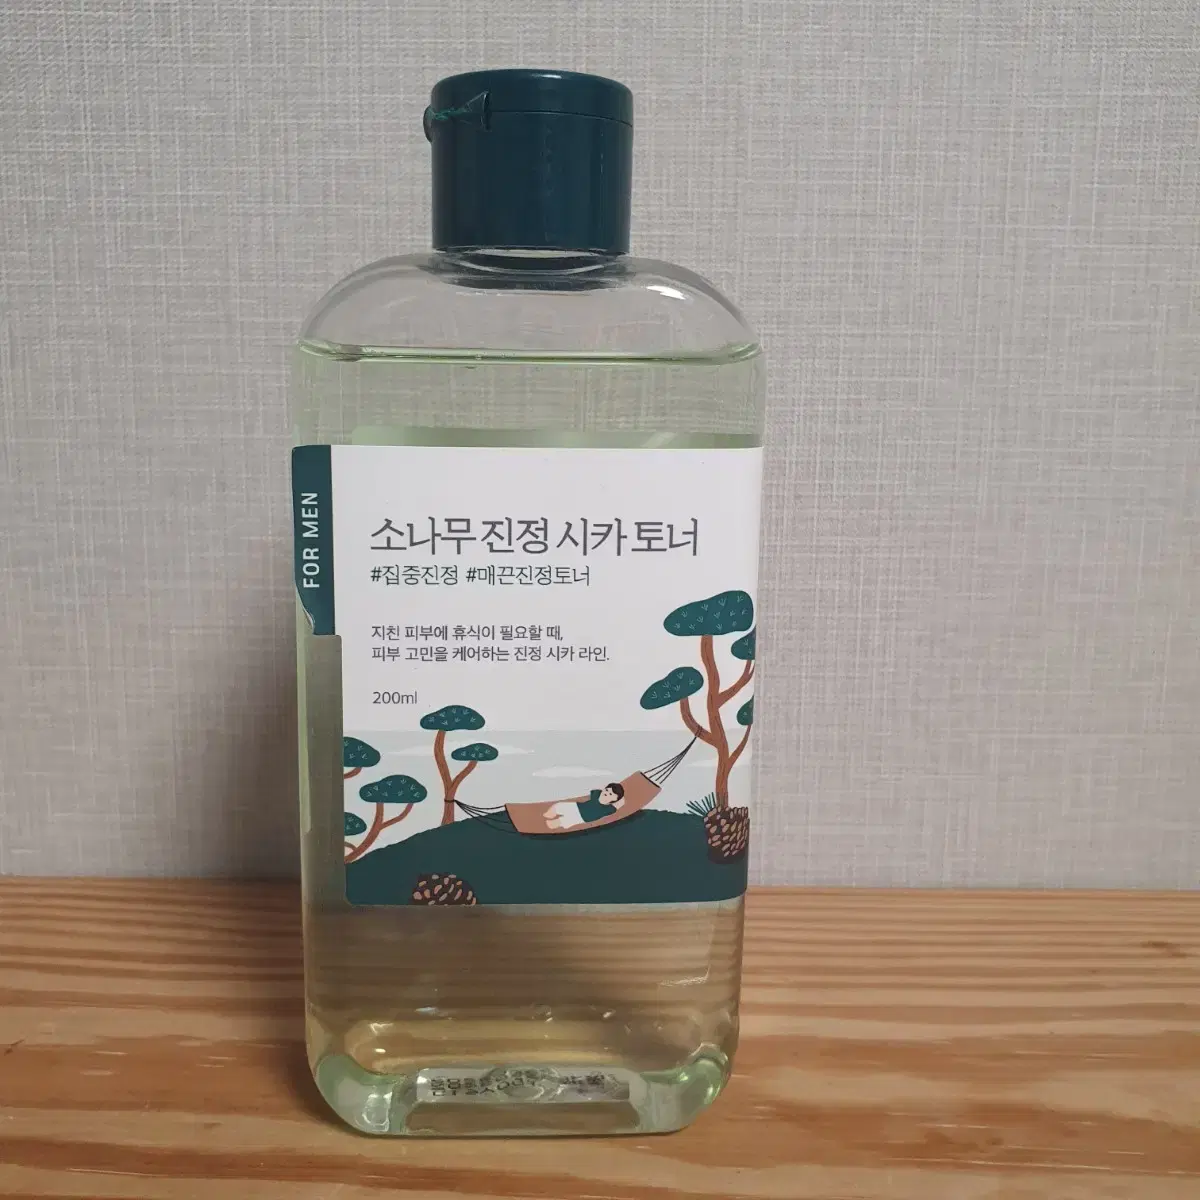 FOR MEN
소나무 진정 시카 토너
#집중진정 #매끈진정토너
지친 피부에 휴식이 필요할 때,
피부 고민을 케어하는 진정 시카 라인.
200ml